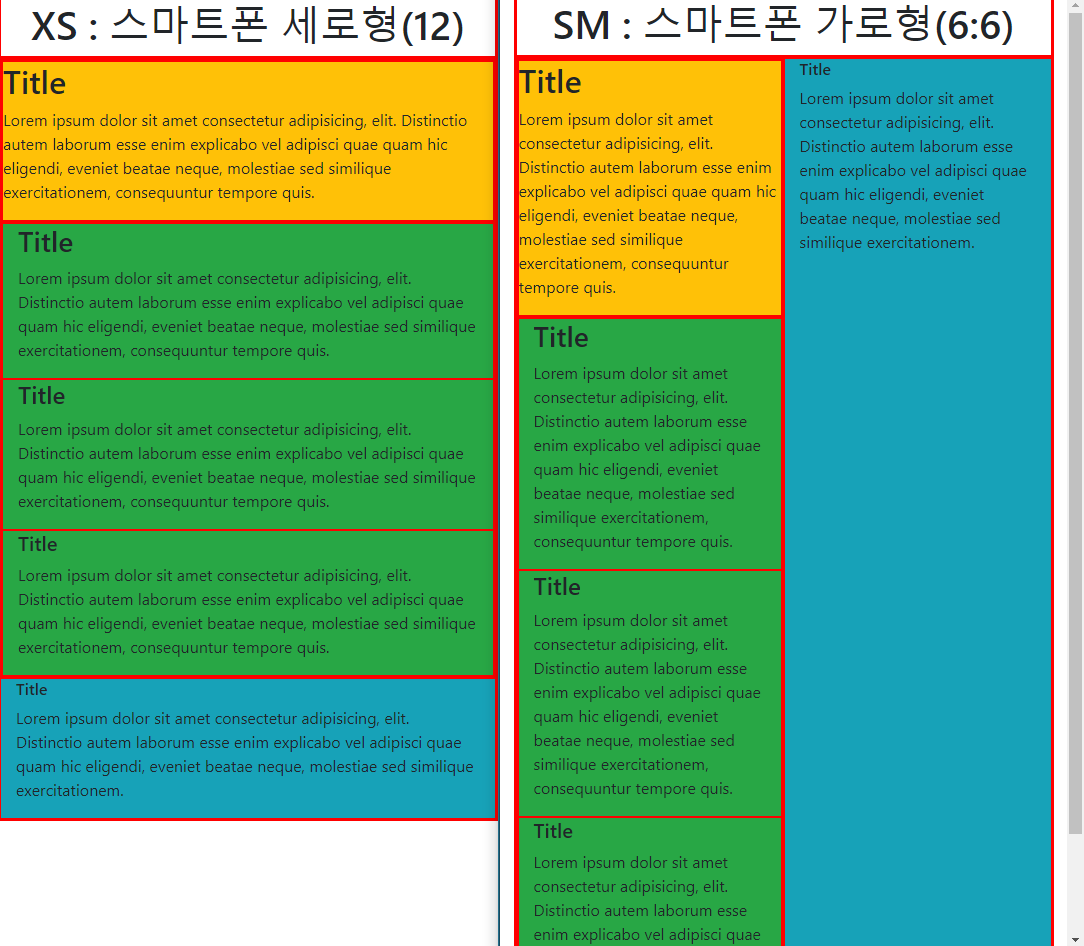 XS : 스마트폰 세로형(12)
Title
Lorem ipsum dolor sit amet consectetur adipisicing, elit. Distinctio
autem laborum esse enim explicabo vel adipisci quae quam hic
eligendi, eveniet beatae neque, molestiae sed similique
exercitationem, consequuntur tempore quis.
Title
Lorem ipsum dolor sit amet consectetur adipisicing, elit.
Distinctio autem laborum esse enim explicabo vel adipisci quae
quam hic eligendi, eveniet beatae neque, molestiae sed similique
exercitationem, consequuntur tempore quis.
Title
Lorem ipsum dolor sit amet consectetur adipisicing, elit.
Distinctio autem laborum esse enim explicabo vel adipisci quae
quam hic eligendi, eveniet beatae neque, molestiae sed similique
exercitationem, consequuntur tempore quis.
Title
Lorem ipsum dolor sit amet consectetur adipisicing, elit.
Distinctio autem laborum esse enim explicabo vel adipisci quae
quam hic eligendi, eveniet beatae neque, molestiae sed similique
exercitationem, consequuntur tempore quis.
Title
Lorem ipsum dolor sit amet consectetur adipisicing, elit.
Distinctio autem laborum esse enim explicabo vel adipisci quae
quam hic eligendi, eveniet beatae neque, molestiae sed similique
exercitationem.
SM : 스마트폰 가로형(6:6)
Title
Lorem ipsum dolor sit amet
consectetur adipisicing, elit.
Distinctio autem laborum esse enim
explicabo vel adipisci quae quam hic
eligendi, eveniet beatae neque,
molestiae sed similique
exercitationem, consequuntur
tempore quis.
Title
Lorem ipsum dolor sit amet
consectetur adipisicing, elit.
Distinctio autem laborum esse
enim explicabo vel adipisci quae
quam hic eligendi, eveniet
beatae neque, molestiae sed
similique exercitationem,
consequuntur tempore quis.
Title
Lorem ipsum dolor sit amet
consectetur adipisicing, elit.
Distinctio autem laborum esse
enim explicabo vel adipisci quae
quam hic eligendi, eveniet
beatae neque, molestiae sed
similique exercitationem,
consequuntur tempore quis.
Title
Lorem ipsum dolor sit amet
consectetur adipisicing, elit.
Distinctio autem laborum esse
enim explicabo vel adipisci quae
Title
Lorem ipsum dolor sit amet
consectetur adipisicing, elit.
Distinctio autem laborum esse
enim explicabo vel adipisci quae
quam hic eligendi, eveniet
beatae neque, molestiae sed
similique exercitationem.